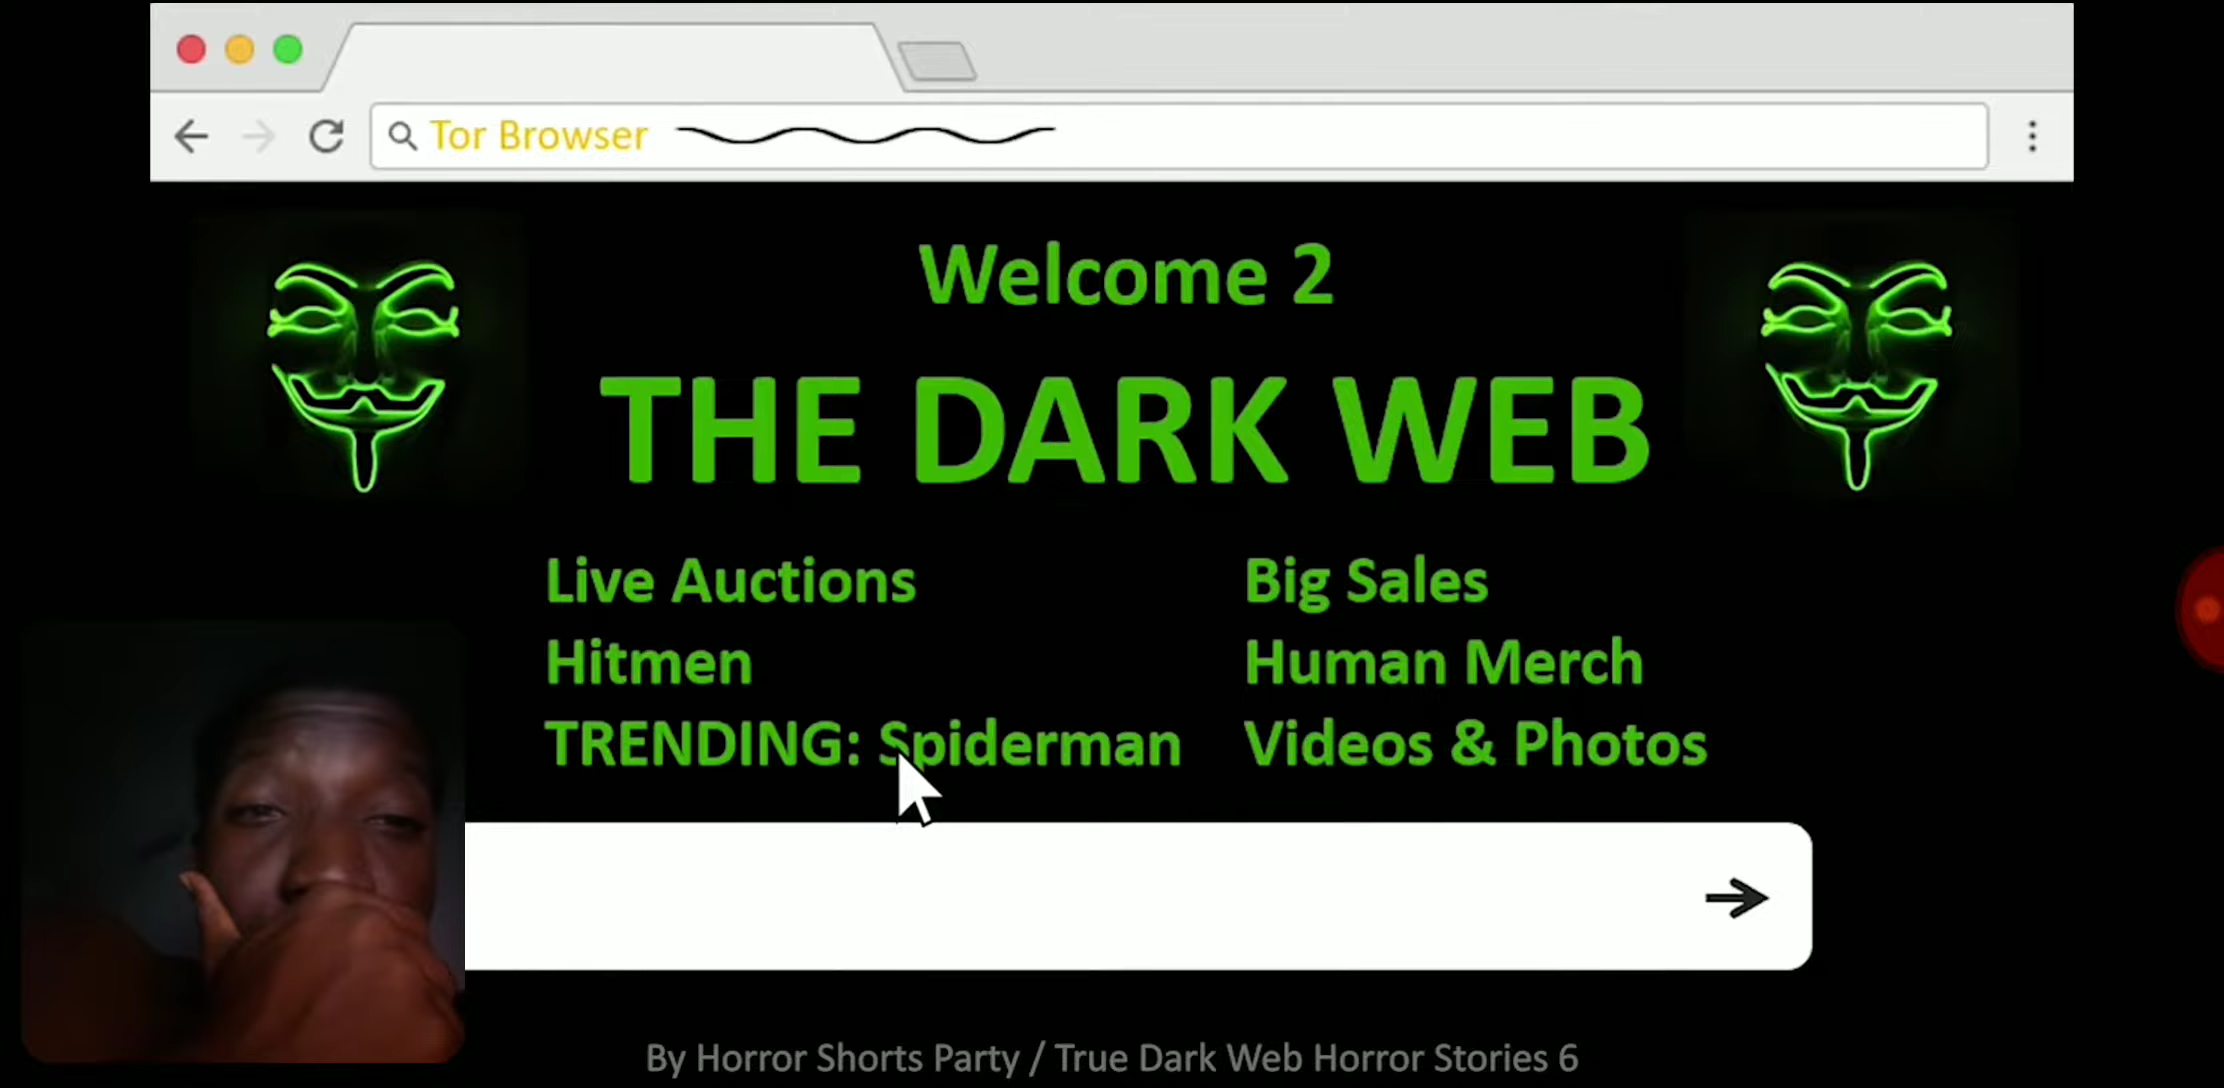 Tor Browser
Welcome 2
THE DARK WEB
Live Auctions
Big Sales
Hitmen
Human Merch
TRENDING: Spiderman
Videos & Photos
By Horror Shorts Party / True Dark Web Horror Stories 6